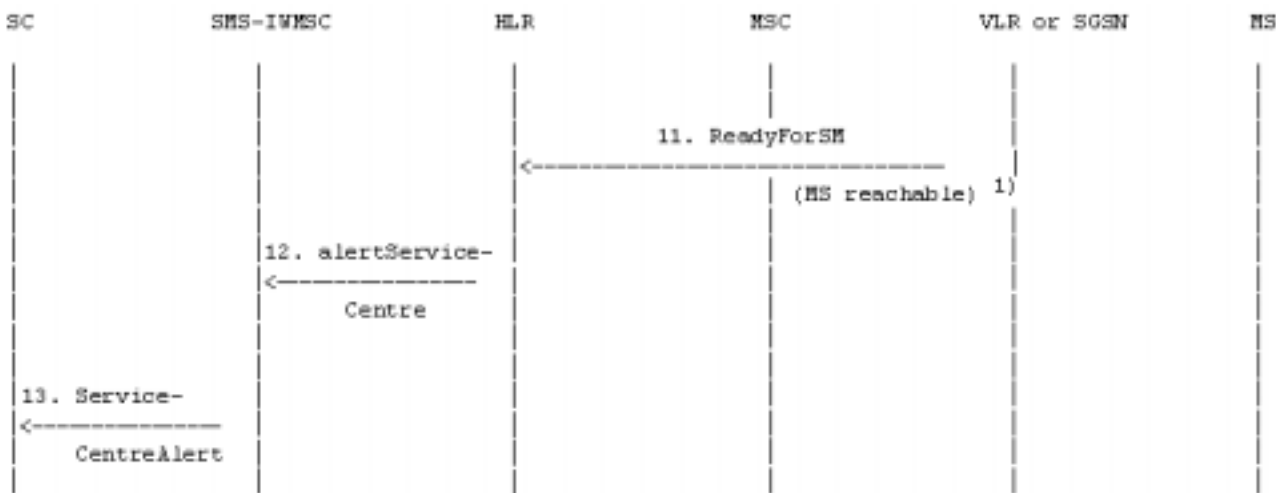 SC SMS-IWMSC HLR MSC VLR or SGSN MS
11. ReadyForSM
(MS reachable) 1)
12. alertService-
Centre
13. Service-
CentreAlert